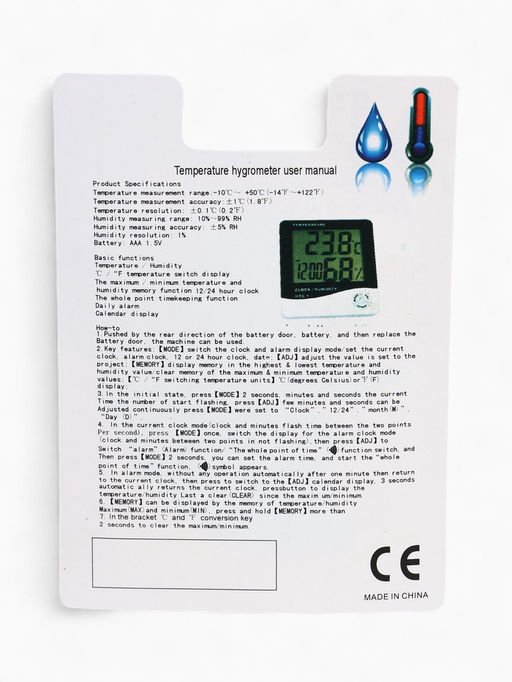 Temperature hygrometer user manual
Product Specifications
Temperature measurement range:-10℃～ +50℃(-14℉～+122℉)
Temperature measurement accuracy:±1℃(1.8℉)
Temperature resolution: ±0.1℃(0.2℉)
Humidity measuring range: 10%~99% RH
Humidity measuring accuracy: ±5% RH
Humidity resolution: 1%
Battery: AAA 1.5V
Basic functions
Temperature / Humidity
℃ / °F temperature switch display
The maximum / minimum temperature and
humidity memory function 12/24 hour clock
The whole point timekeeping function
Daily alarm
Calendar display
TEMPERATURE
23.8℃
12:00 68%
CLOCK / HUMIDITY
HTC-1
How-to
1.Pushed by the rear direction of the battery door, battery, and then replace the
Battery door, the machine can be used.
2.Key features:【MODE】switch the clock and alarm display mode/set the current
clock, alarm clock, 12 or 24 hour clock, date;【ADJ】adjust the value is set to the
project;【MEMORY】display memory in the highest & lowest temperature and
humidity value/clear memory of the maximum & minimum temperature and humidity
values;【℃ / °F switching temperature units】℃(degrees Celsius)or℉(F)
display;
3. In the initial state, press【MODE】2 seconds, minutes and seconds the current
Time the number of start flashing, press【ADJ】few minutes and seconds can be
Adjusted continuously press【MODE】were set to "Clock", "12/24", "month(M)",
"Day (D)".
4. In the current clock mode(clock and minutes flash time between the two points
Per second), press 【MODE】once, switch the display for the alarm clock mode
(clock and minutes between two points in not flashing),then press【ADJ】to
Switch "alarm"(Alarm)function/"The whole point of time"( )function switch, and
Then press【MODE】2 seconds, you can set the alarm time, and start the "whole
point of time" function, ( )symbol appears.
5. In alarm mode, without any operation automatically after one minute then return
to the current clock, then press to switch to the【ADJ】calendar display, 3 seconds
automatic ally returns the current clock, pressbutton to display the
temperature/humidity Last a clear(CLEAR) since the maxim um/minimum.
6.【MEMORY】can be displayed by the memory of temperature/humidity
Maximum(MAX)and minimum(MIN), press and hold【MEMORY】more than
7. In the bracket ℃ and ℉ conversion key
2 seconds to clear the maximum/minimum.
CE
MADE IN CHINA